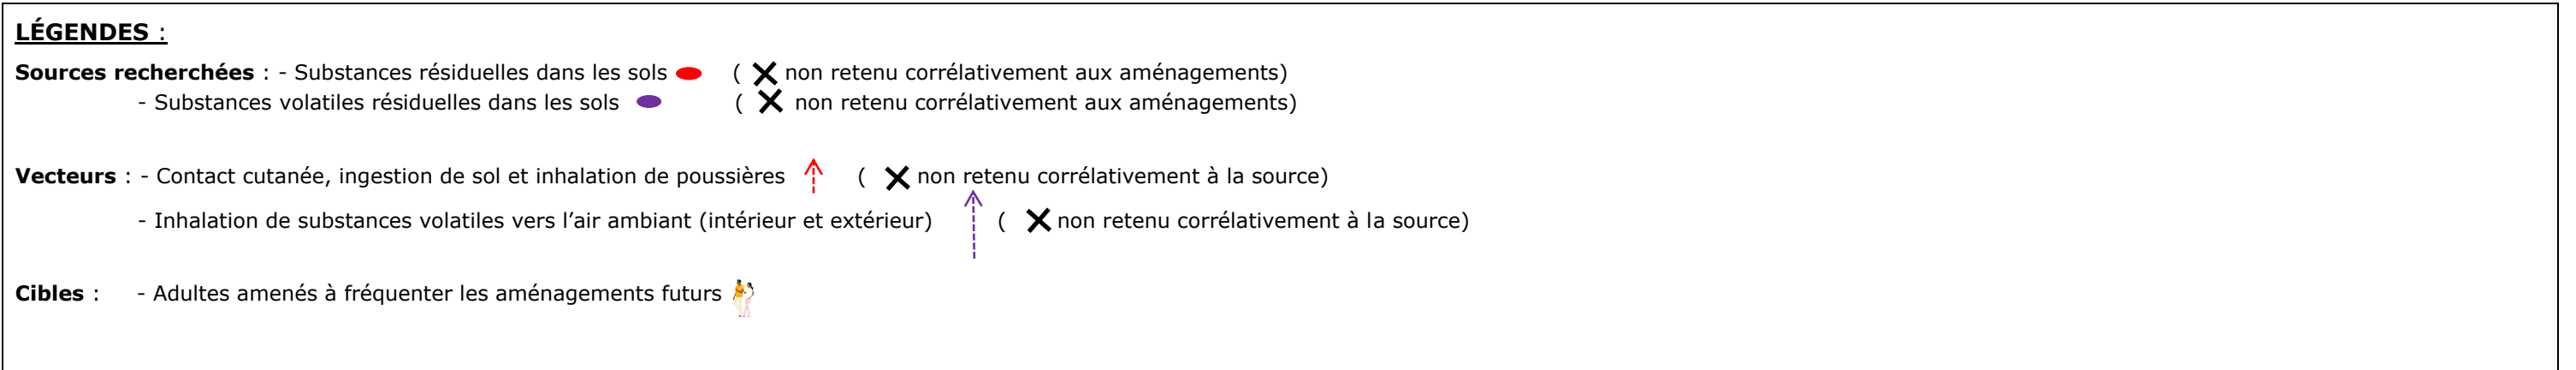 LÉGENDES :
Sources recherchées : - Substances résiduelles dans les sols ( non retenu corrélativement aux aménagements)
- Substances volatiles résiduelles dans les sols ( non retenu corrélativement aux aménagements)
Vecteurs : - Contact cutanée, ingestion de sol et inhalation de poussières ( non retenu corrélativement à la source)
- Inhalation de substances volatiles vers l’air ambiant (intérieur et extérieur) ( non retenu corrélativement à la source)
Cibles : - Adultes amenés à fréquenter les aménagements futurs